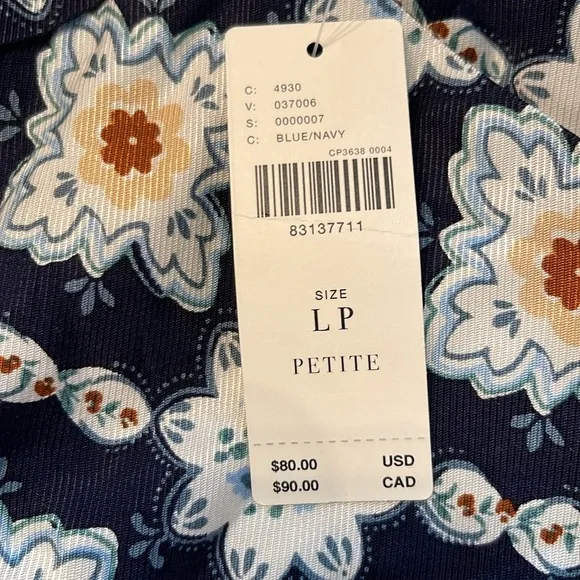 C: 4930
V: 037006
S: 0000007
C: BLUE/NAVY
CP3638 0004
83137711
SIZE
LP
PETITE
$80.00 USD
$90.00 CAD